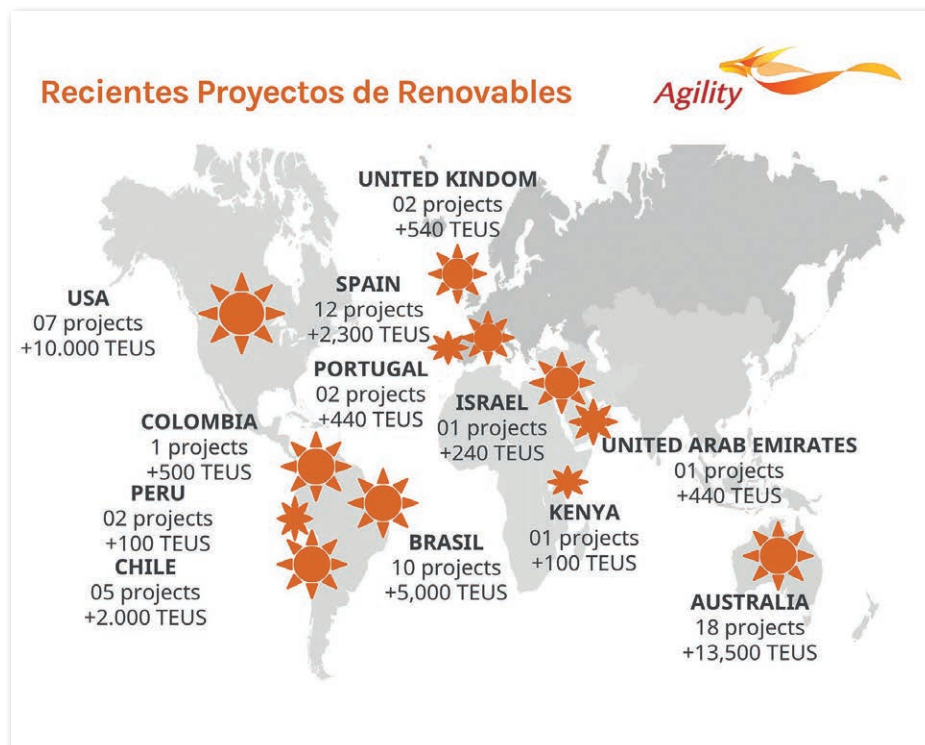 Recientes Proyectos de Renovables
Agility
UNITED KINDOM
02 projects
+540 TEUS
USA
07 projects
+10.000 TEUS
SPAIN
12 projects
+2,300 TEUS
PORTUGAL
02 projects
+440 TEUS
ISRAEL
01 projects
+240 TEUS
UNITED ARAB EMIRATES
01 projects
+440 TEUS
COLOMBIA
1 projects
+500 TEUS
PERU
02 projects
+100 TEUS
CHILE
05 projects
+2.000 TEUS
BRASIL
10 projects
+5,000 TEUS
KENYA
01 projects
+100 TEUS
AUSTRALIA
18 projects
+13,500 TEUS